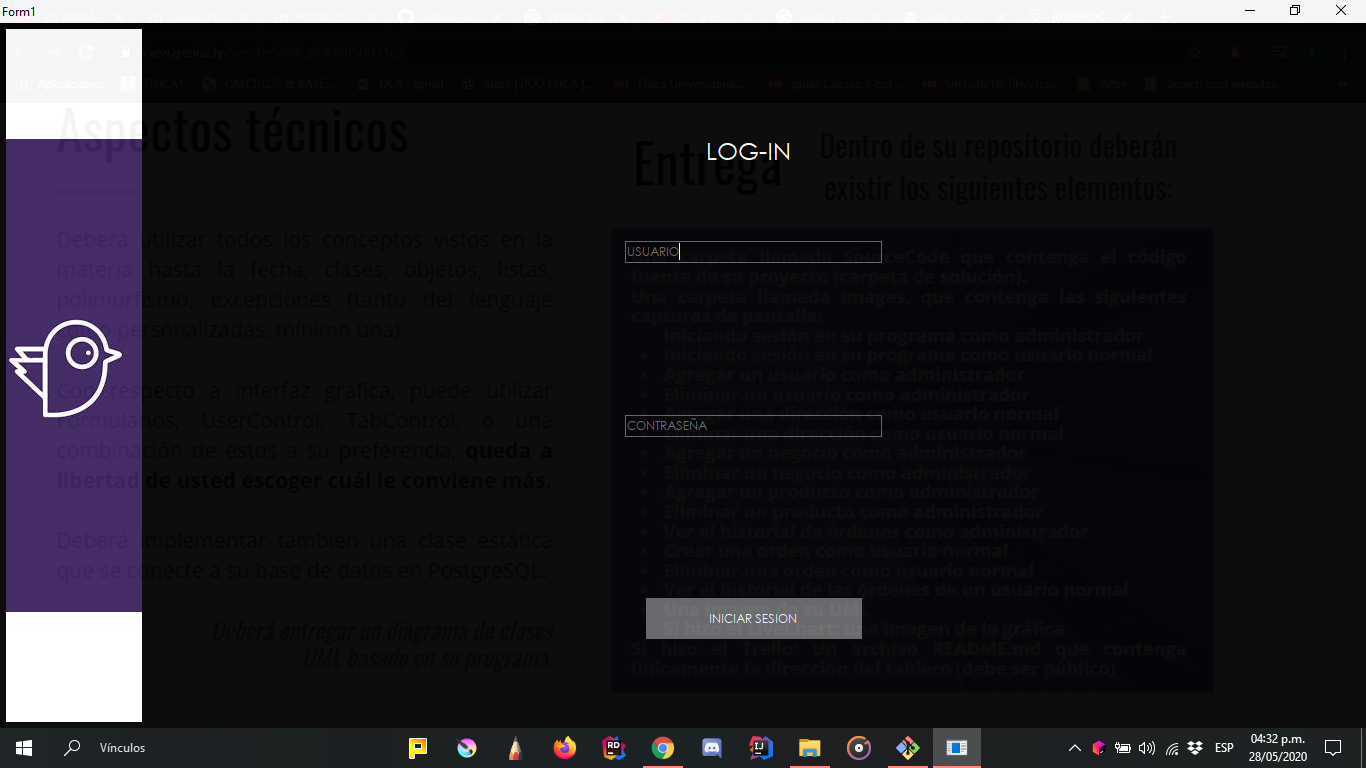 Form1
view.genial.ly/
Aplicaciones
FISICA1
CALCULO2 & BASE...
UCA - gmail
Slack | POO | UCA |...
Física Universitaria...
guías Cálculo II cicl...
Un1v3rs1ty Phys1cs...
Artsy
Search best websites
Aspectos técnicos
Deberá utilizar todos los conceptos vistos en la
materia hasta la fecha, clases, objetos, listas,
polimorfismo, excepciones (tanto del lenguaje
personalizadas, mínimo una).
Con respecto a interfaz gráfica, puede utilizar
Formularios, UserControl, TabControl, o una
combinación de estos a su preferencia, queda a
libertad de usted escoger cuál le conviene más.
Deberá implementar también una clase estática
que se conecte a su base de datos en PostgreSQL.
Deberá entregar un diagrama de clases
UML basado en su programa.
Entrega
LOG-IN
Dentro de su repositorio deberán
existir los siguientes elementos:
USUARIO
carpeta llamada SourceCode que contenga el código
fuente de su proyecto (carpeta de solución).
Una carpeta llamada Images, que contenga las siguientes
capturas de pantalla:
Iniciando sesión en su programa como administrador
Iniciando sesión en su programa como usuario normal
Agregar un usuario como administrador
Eliminar un usuario como administrador
Agregar una dirección como usuario normal
CONTRASEÑA
Eliminar una dirección como usuario normal
Agregar un negocio como administrador
Eliminar un negocio como administrador
Agregar un producto como administrador
Eliminar un producto como administrador
Ver el historial de órdenes como administrador
Crear una orden como usuario normal
Eliminar una orden como usuario normal
Ver el historial de las órdenes de un usuario normal
Una imagen de su UML
INICIAR SESION
Si hizo el LiveChart: una imagen de la gráfica
Si hizo el Trello: Un archivo README.md que contenga
únicamente la dirección del tablero (debe ser público)
Vínculos
ESP
04:32 p.m.
28/05/2020